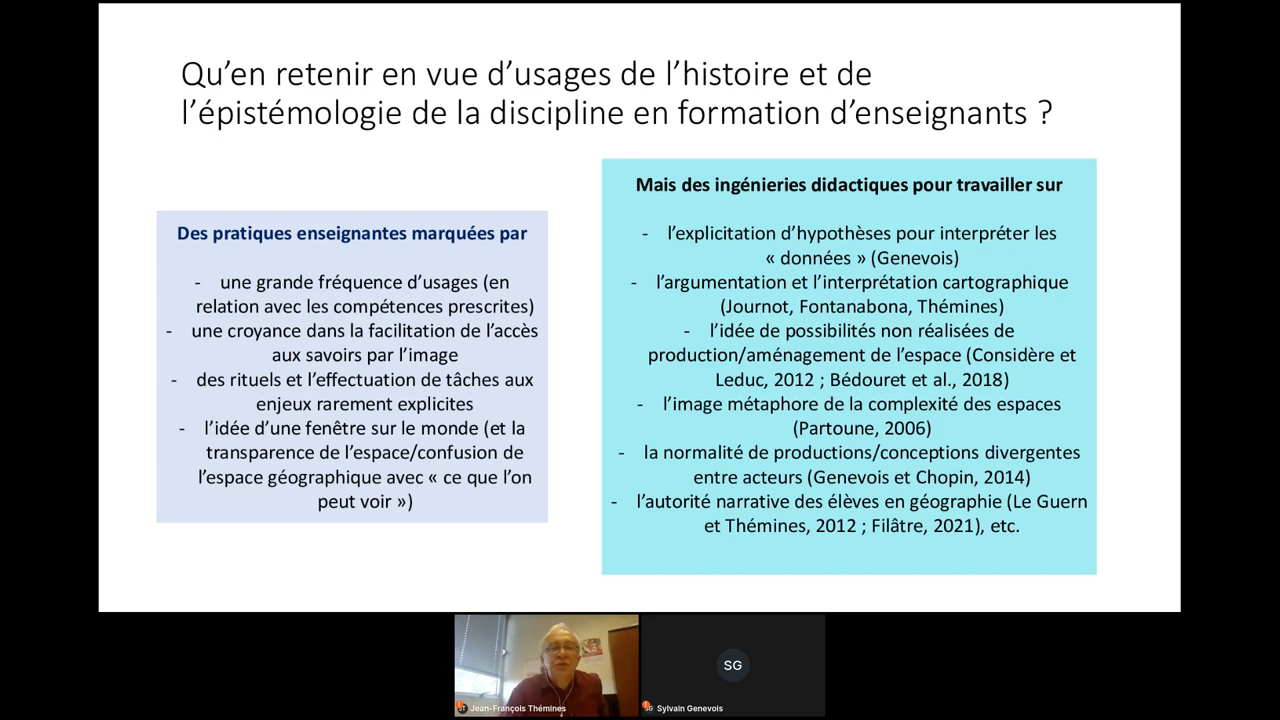 Qu’en retenir en vue d’usages de l’histoire et de
l’épistémologie de la discipline en formation d’enseignants ?
Des pratiques enseignantes marquées par
- une grande fréquence d’usages (en
relation avec les compétences prescrites)
- une croyance dans la facilitation de l’accès
aux savoirs par l’image
- des rituels et l’effectuation de tâches aux
enjeux rarement explicites
- l’idée d’une fenêtre sur le monde (et la
transparence de l’espace/confusion de
l’espace géographique avec « ce que l’on
peut voir »)
Mais des ingénieries didactiques pour travailler sur
- l’explicitation d’hypothèses pour interpréter les
« données » (Genevois)
- l’argumentation et l’interprétation cartographique
(Journot, Fontanabona, Thémines)
- l’idée de possibilités non réalisées de
production/aménagement de l’espace (Considère et
Leduc, 2012 ; Bédouret et al., 2018)
- l’image métaphore de la complexité des espaces
(Partoune, 2006)
- la normalité de productions/conceptions divergentes
entre acteurs (Genevois et Chopin, 2014)
- l’autorité narrative des élèves en géographie (Le Guern
et Thémines, 2012 ; Filâtre, 2021), etc.
SG
Jean-François Thémines
Sylvain Genevois